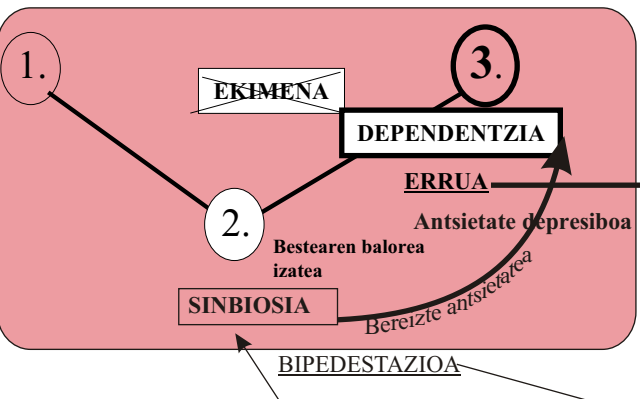 1.
3.
EKIMENA
DEPENDENTZIA
ERRUA
Antsietate depresiboa
2.
Bestearen balorea
izatea
SINBIOSIA
Bereizte antsietatea
BIPEDESTAZIOA